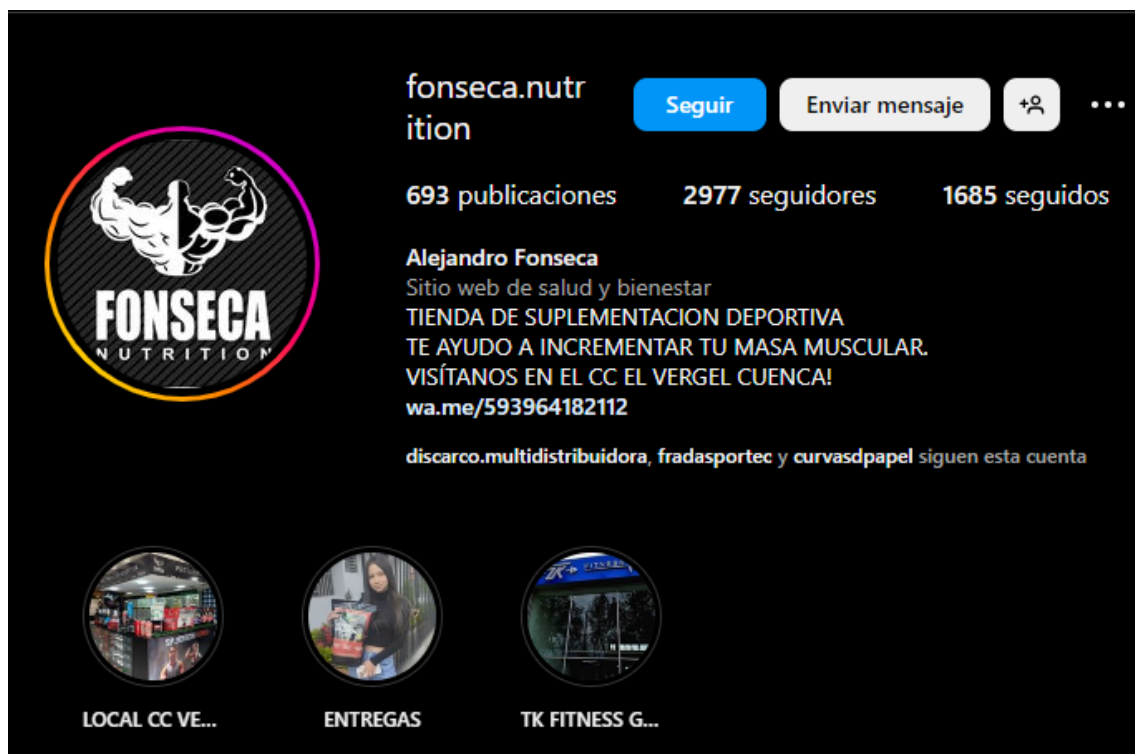 fonseca.nutr
ition
Seguir
Enviar mensaje
693 publicaciones
2977 seguidores
1685 seguidos
FONSECA
NUTRITION
Alejandro Fonseca
Sitio web de salud y bienestar
TIENDA DE SUPLEMENTACION DEPORTIVA
TE AYUDO A INCREMENTAR TU MASA MUSCULAR.
VISÍTANOS EN EL CC EL VERGEL CUENCA!
wa.me/593964182112
discarco.multidistribuidora, fradasportec y curvasdpapel siguen esta cuenta
LOCAL CC VE...
ENTREGAS
TK FITNESS G...